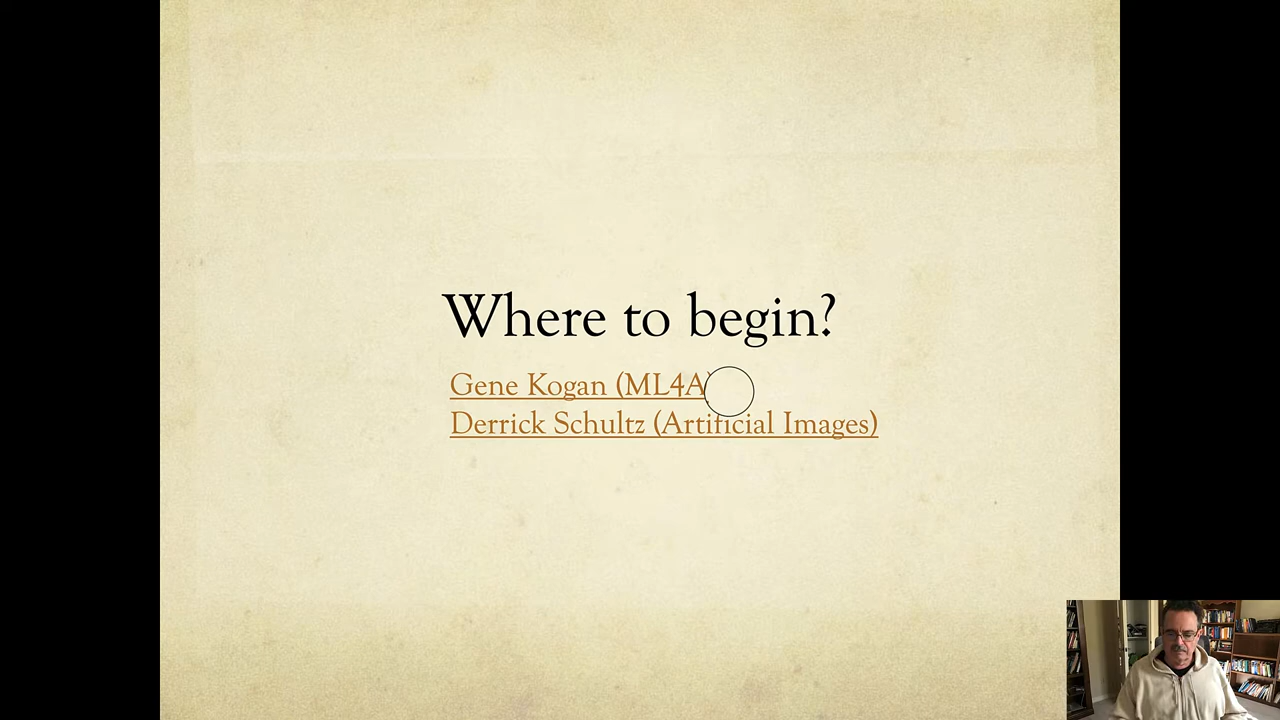 Where to begin?
Gene Kogan (ML4A)
Derrick Schultz (Artificial Images)